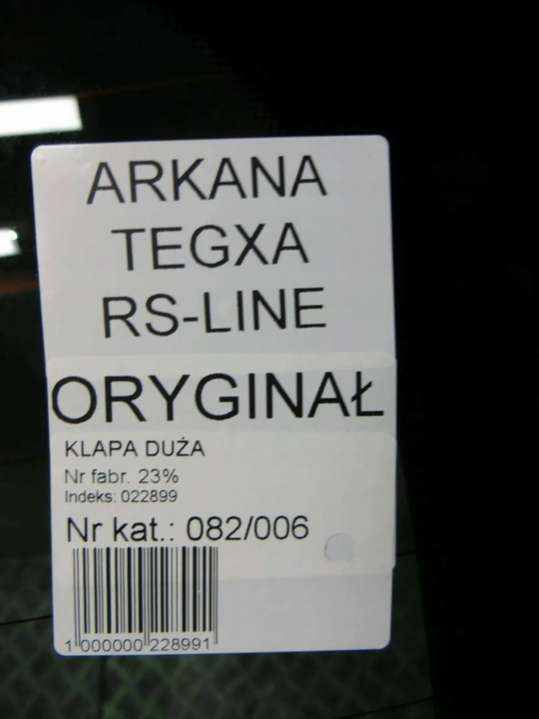 ARKANA
TEGXA
RS-LINE
ORYGINAŁ
KLAPA DUŻA
Nr fabr. 23%
Indeks: 022899
Nr kat.: 082/006
1 000000 228991